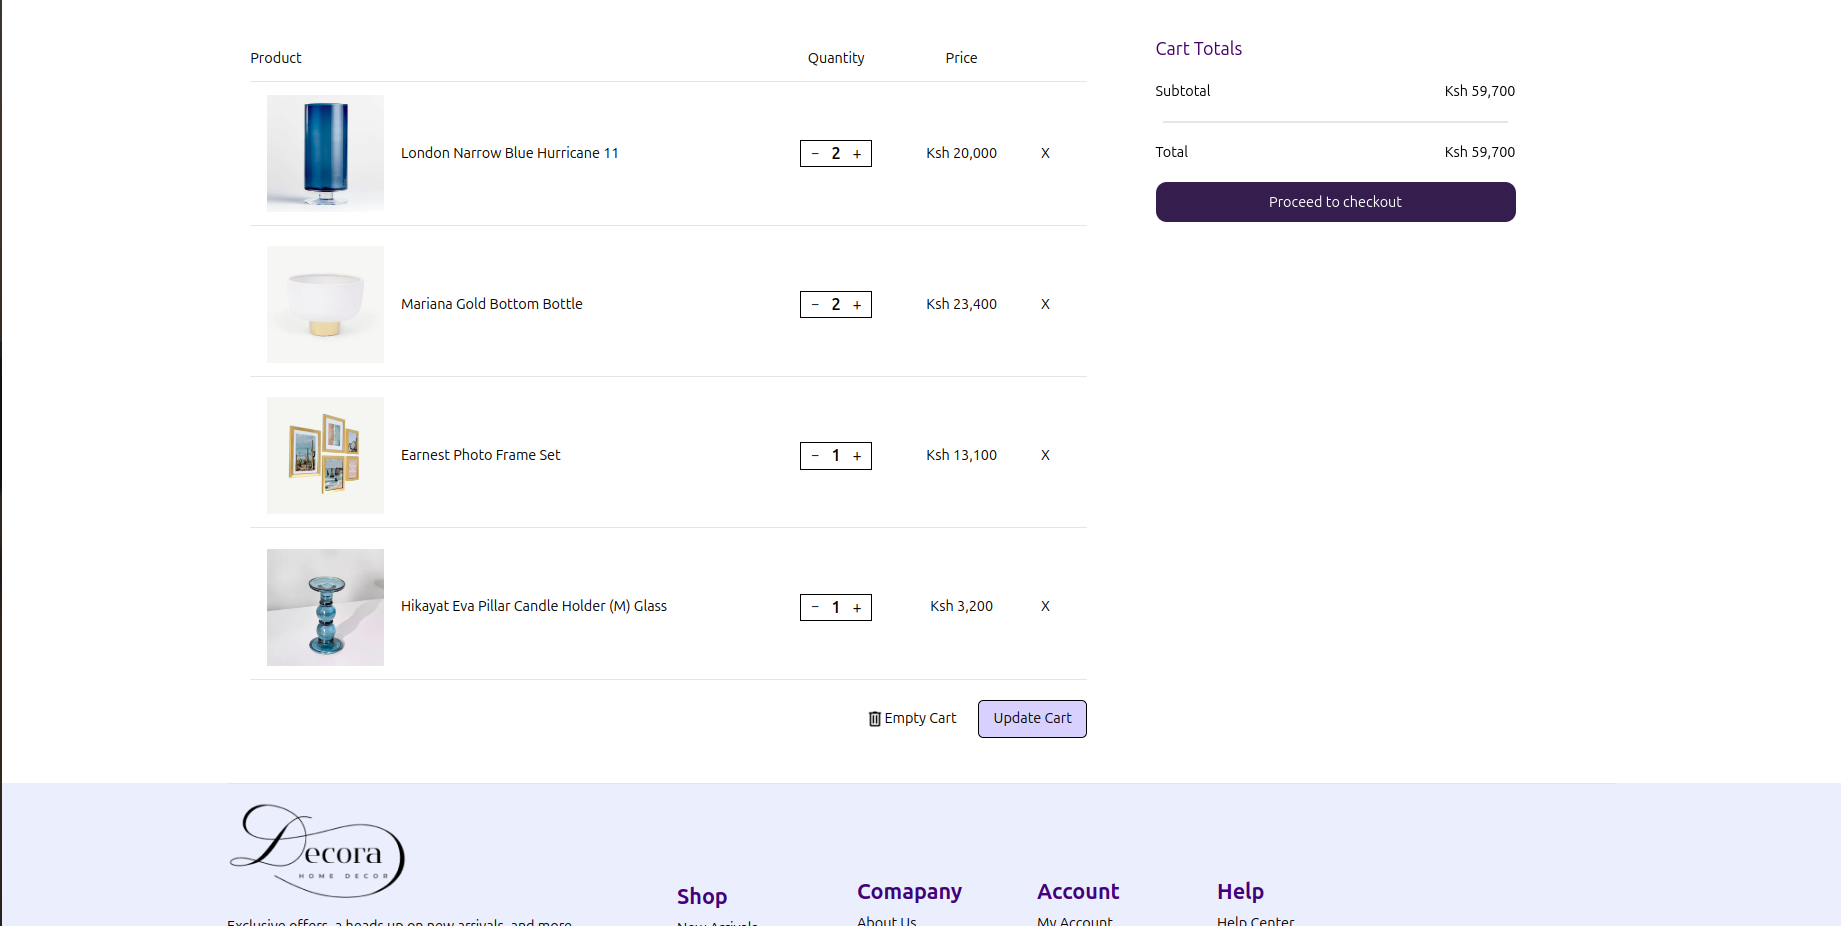 Product Quantity Price
London Narrow Blue Hurricane 11 − 2 + Ksh 20,000 X
Mariana Gold Bottom Bottle − 2 + Ksh 23,400 X
Earnest Photo Frame Set − 1 + Ksh 13,100 X
Hikayat Eva Pillar Candle Holder (M) Glass − 1 + Ksh 3,200 X
Empty Cart Update Cart
Cart Totals
Subtotal Ksh 59,700
Total Ksh 59,700
Proceed to checkout
Decora
HOME DECOR
Exclusive offers, a heads up on new arrivals, and more
Shop
New Arrivals
Comapany
About Us
Account
My Account
Help
Help Center